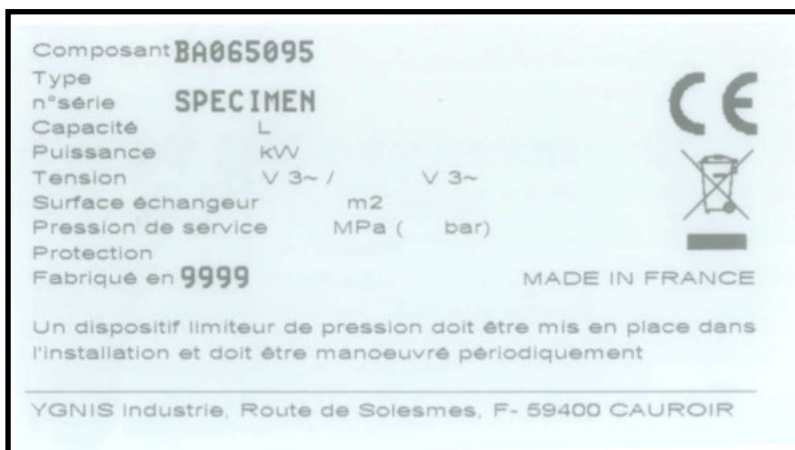 Composant BA065095
Type
n°série SPECIMEN
Capacité L
Puissance kW
Tension V 3~ / V 3~
Surface échangeur m2
Pression de service MPa ( bar)
Protection
Fabriqué en 9999 MADE IN FRANCE
Un dispositif limiteur de pression doit être mis en place dans
l'installation et doit être manoeuvré périodiquement
YGNIS industrie, Route de Solesmes, F- 59400 CAUROIR
CE